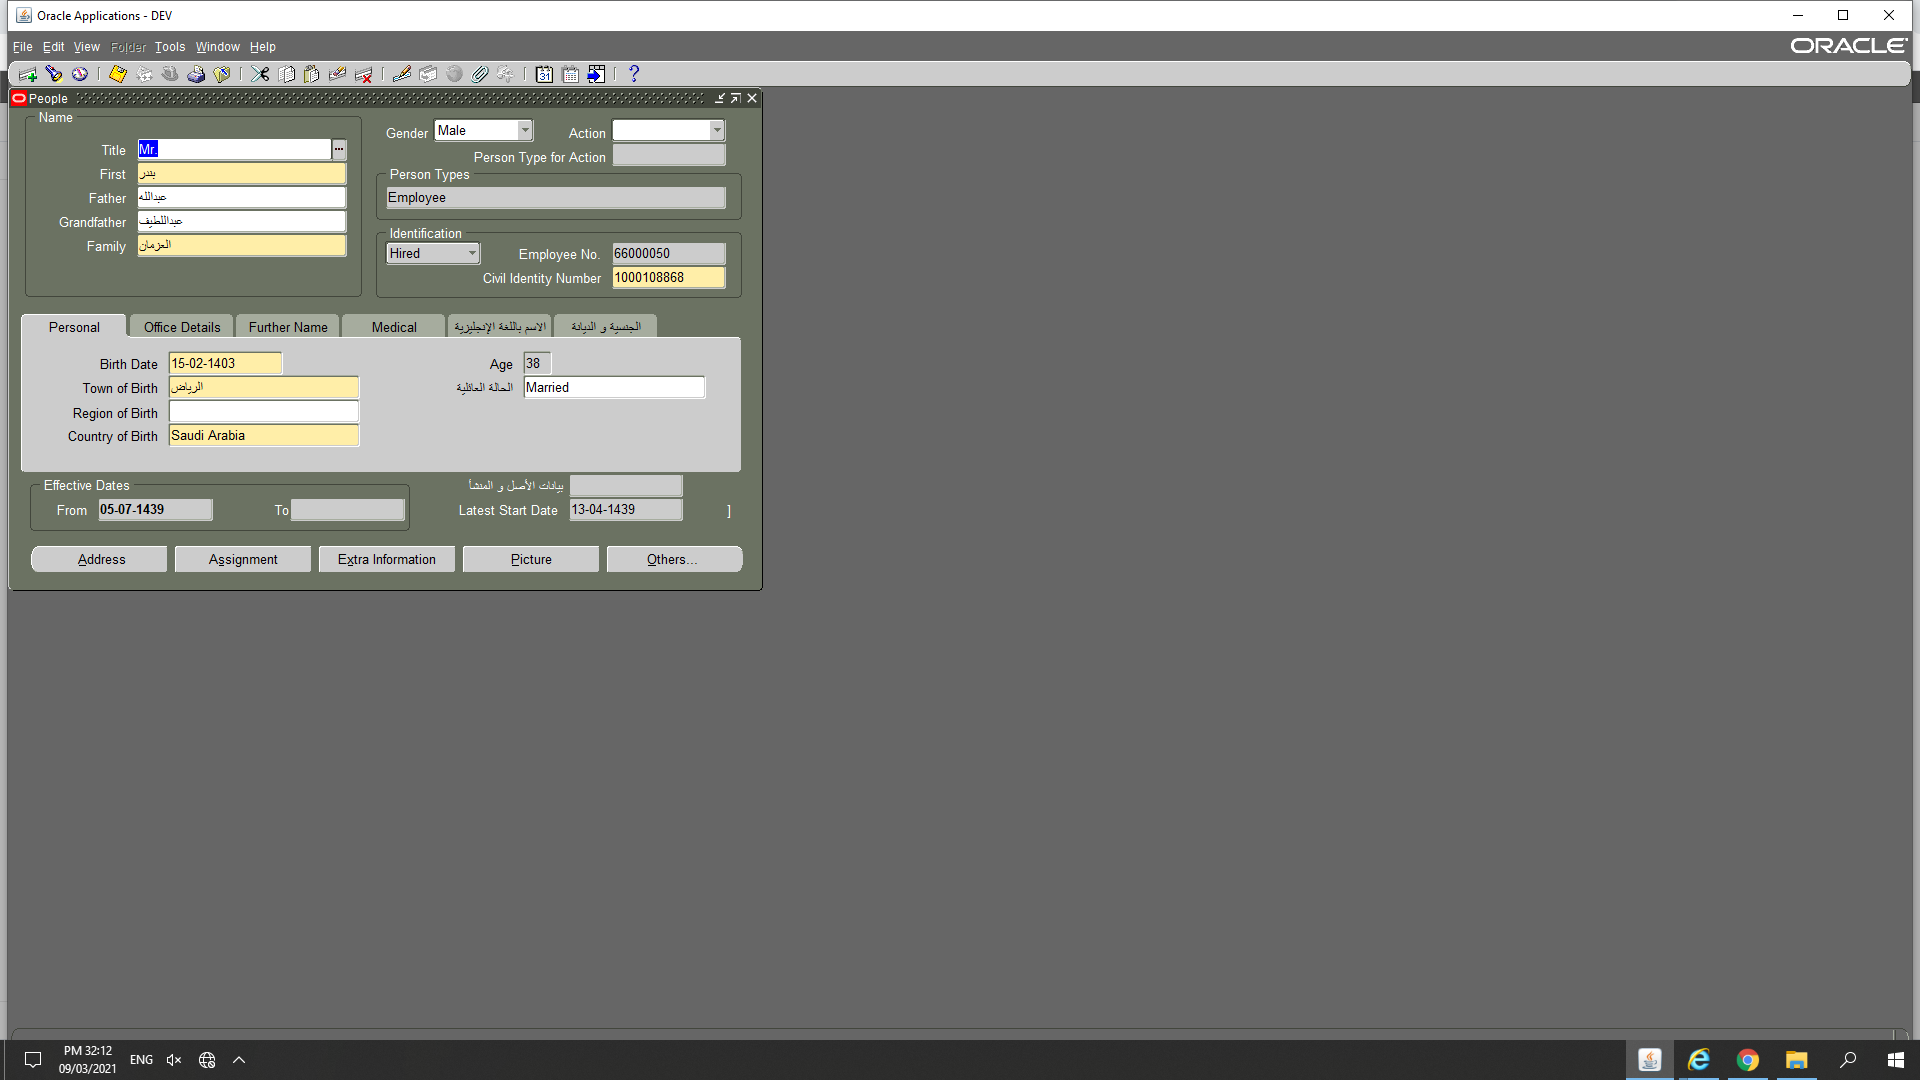 Oracle Applications - DEV
File Edit View Folder Tools Window Help
ORACLE
People
Name
Title Mr.
First بندر
Father عبدالله
Grandfather عبداللطيف
Family العزمان
Gender Male Action
Person Type for Action
Person Types
Employee
Identification
Hired Employee No. 66000050
Civil Identity Number 1000108868
Personal Office Details Further Name Medical الاسم باللغة الإنجليزية الجنسية و الديانة
Birth Date 15-02-1403 Age 38
Town of Birth الرياض الحالة العائلية Married
Region of Birth
Country of Birth Saudi Arabia
Effective Dates بيانات الأصل و المنشأ
From 05-07-1439 To Latest Start Date 13-04-1439 ]
Address Assignment Extra Information Picture Others...
PM 32:12 ENG
09/03/2021